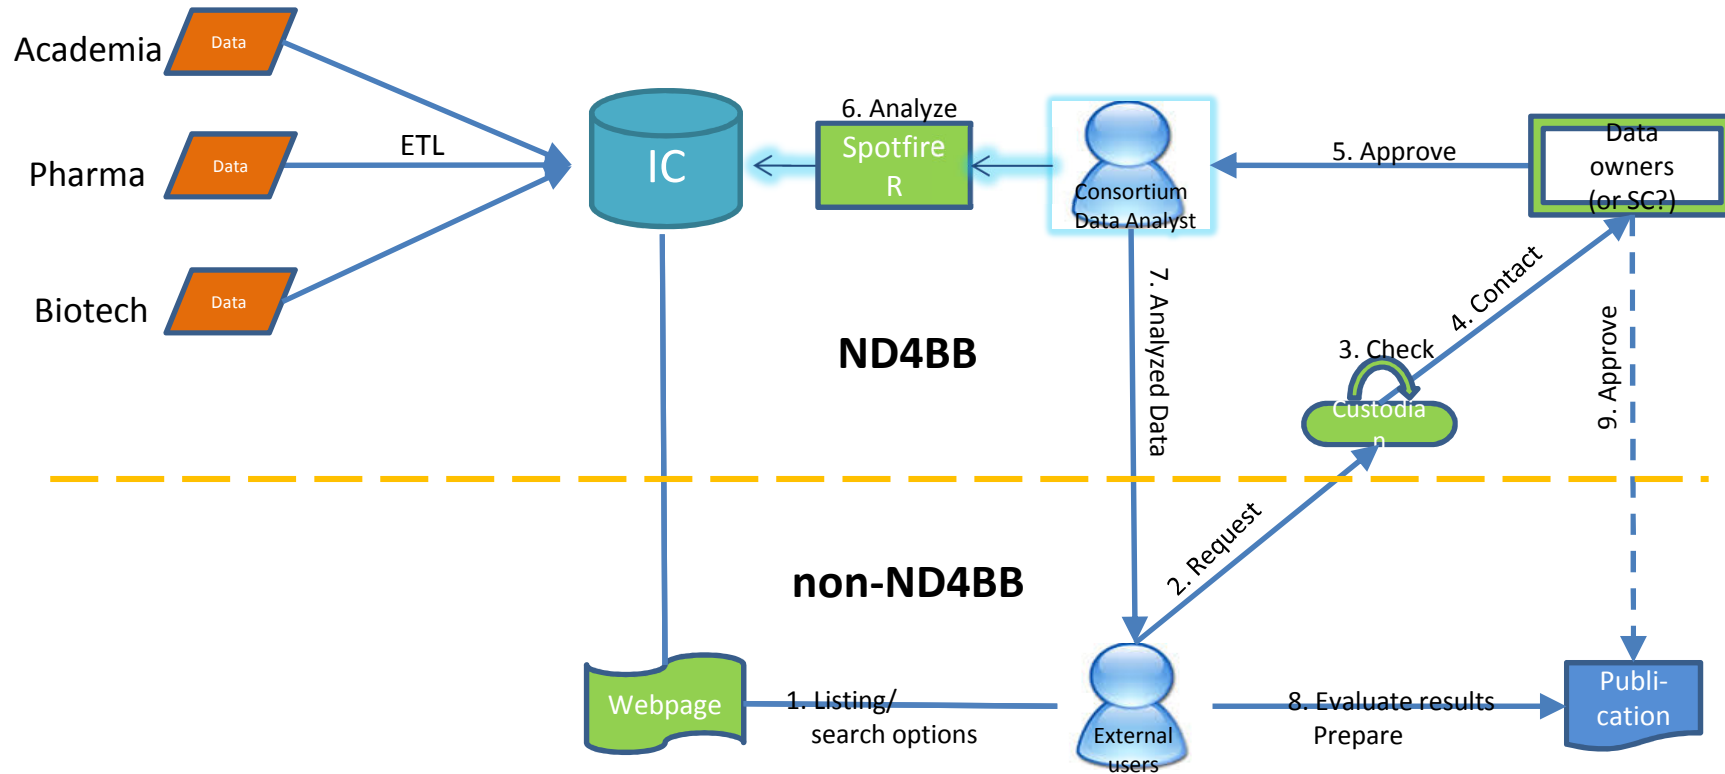 Academia
Data
Pharma
Data
Biotech
Data
ETL
IC
6. Analyze
Spotfire
R
Consortium
Data Analyst
5. Approve
Data
owners
(or SC?)
7. Analyzed Data
4. Contact
3. Check
Custodia
n
9. Approve
ND4BB
non-ND4BB
2. Request
Webpage
1. Listing/
search options
External
users
8. Evaluate results
Prepare
Publi-
cation